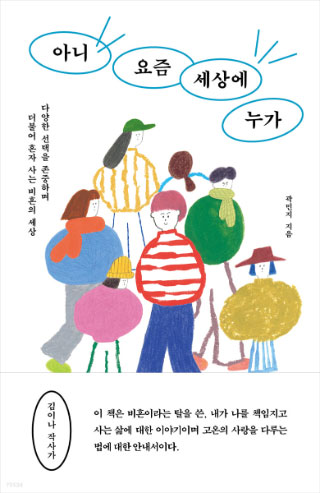 아니
요즘
세상에
누가
다양한 선택을 존중하며
더불어 혼자 사는 비혼의 세상
곽민지 지음
김이나 작사가
이 책은 비혼이라는 탈을 쓴, 내가 나를 책임지고
사는 삶에 대한 이야기이며 고온의 사랑을 다루는
법에 대한 안내서이다.